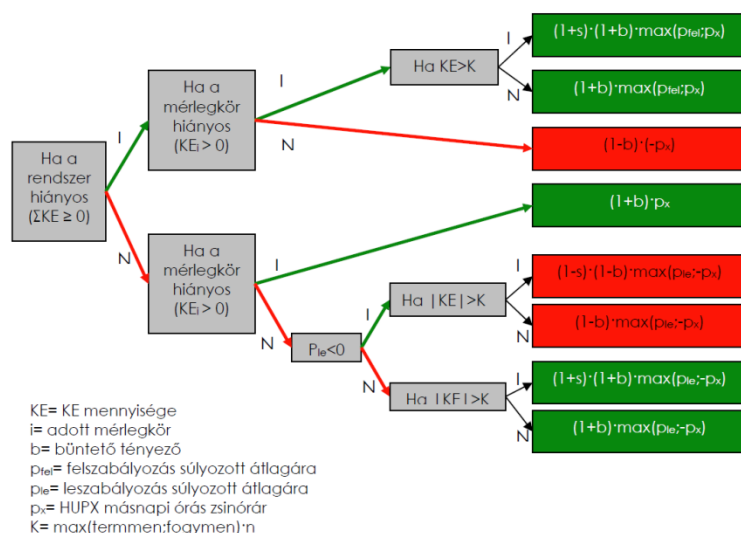 (1+s)·(1+b)·max(pfel;px)
I
Ha KE>K
N
(1+b)·max(pfel;px)
I
Ha a
mérlegkör
hiányos
(KEi > 0)
N
(1-b)·(-px)
I
Ha a
rendszer
hiányos
(ΣKE ≥ 0)
N
(1+b)·px
I
Ha a
mérlegkör
hiányos
(KEi > 0)
N
Ple<0
I
Ha |KE|>K
I
(1-s)·(1-b)·max(ple;-px)
N
(1-b)·max(ple;-px)
N
Ha |KE|>K
I
(1+s)·(1+b)·max(ple;-px)
N
(1+b)·max(ple;-px)
KE= KE mennyisége
i= adott mérlegkör
b= büntető tényező
pfel= felszabályozás súlyozott átlagára
ple= leszabályozás súlyozott átlagára
px= HUPX másnapi órás zsinórár
K= max(termmen;fogymen)·n